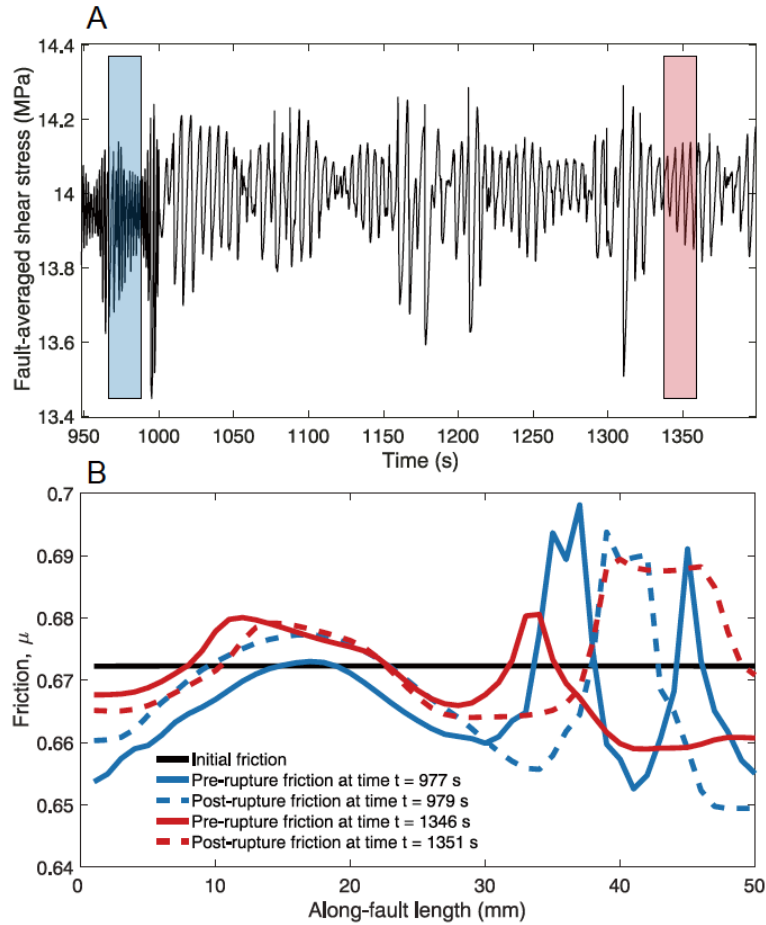 A
14.4
14.2
14
13.8
13.6
13.4
Fault-averaged shear stress (MPa)
950 1000 1050 1100 1150 1200 1250 1300 1350
Time (s)
B
0.7
0.69
0.68
0.67
0.66
0.65
0.64
Friction, μ
Initial friction
Pre-rupture friction at time t = 977 s
Post-rupture friction at time t = 979 s
Pre-rupture friction at time t = 1346 s
Post-rupture friction at time t = 1351 s
0 10 20 30 40 50
Along-fault length (mm)